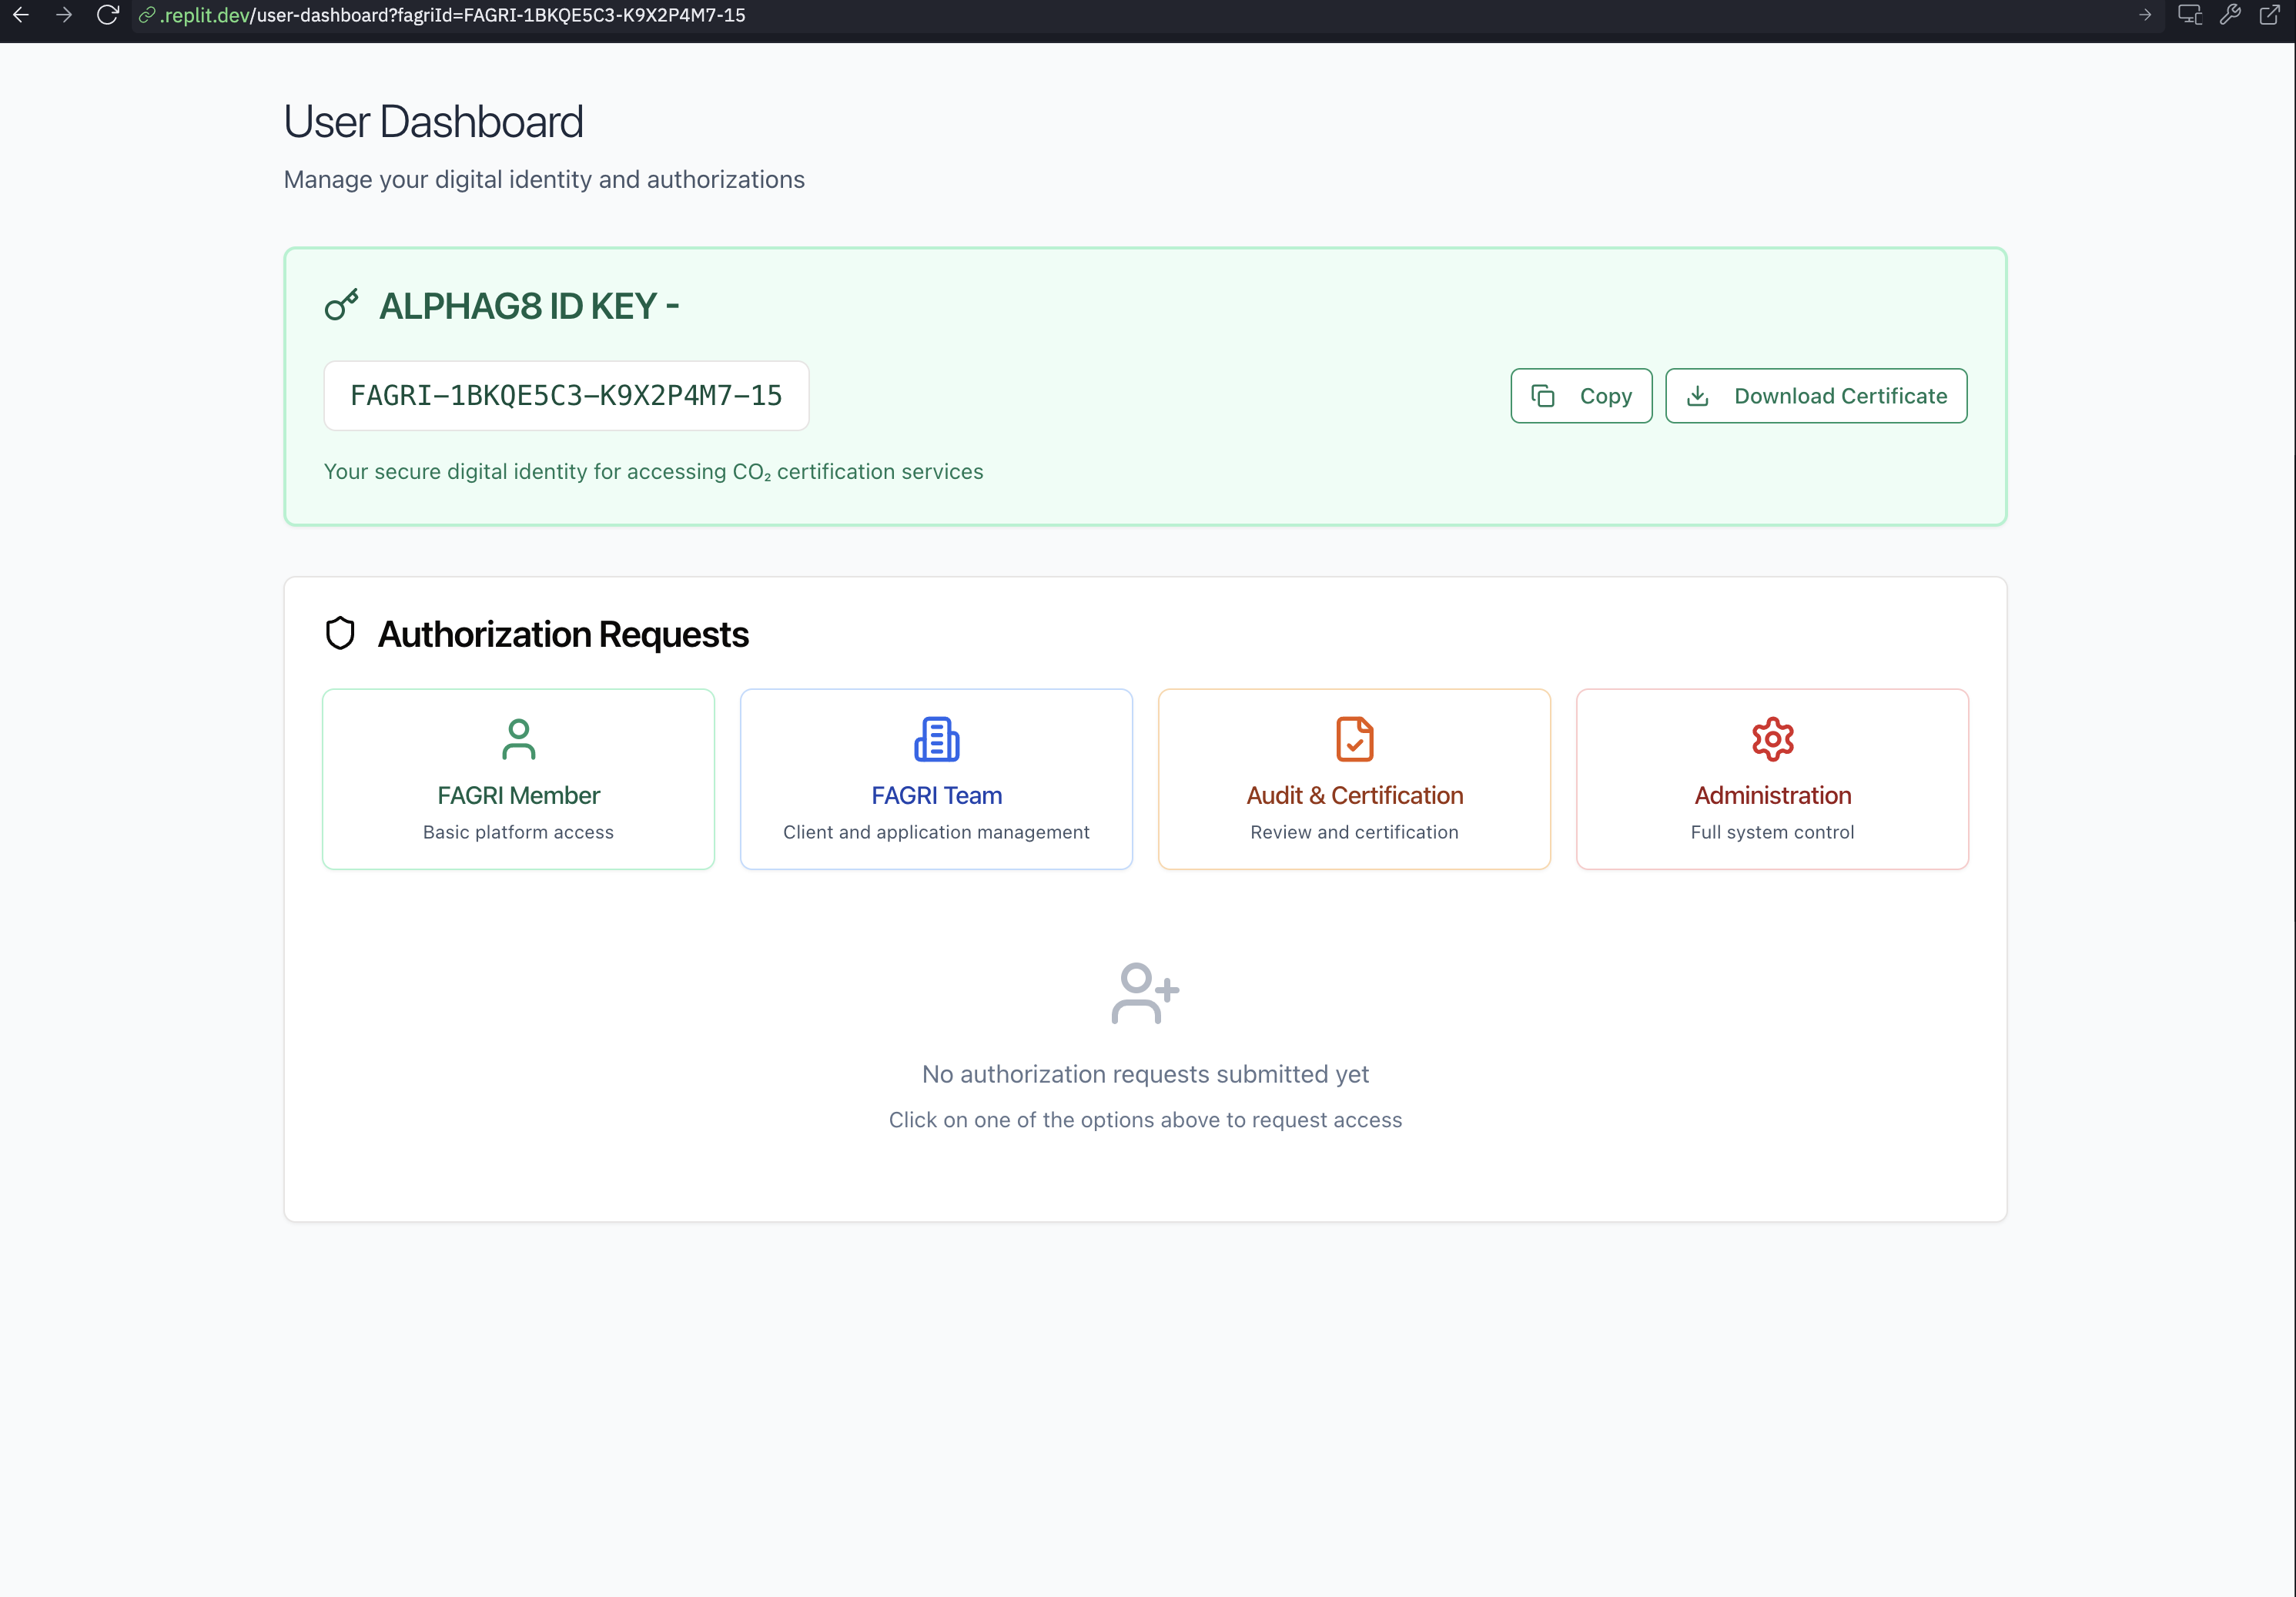 .replit.dev/user-dashboard?fagriId=FAGRI-1BKQE5C3-K9X2P4M7-15
User Dashboard
Manage your digital identity and authorizations
ALPHAG8 ID KEY -
FAGRI-1BKQE5C3-K9X2P4M7-15
Copy
Download Certificate
Your secure digital identity for accessing CO₂ certification services
Authorization Requests
FAGRI Member
Basic platform access
FAGRI Team
Client and application management
Audit & Certification
Review and certification
Administration
Full system control
No authorization requests submitted yet
Click on one of the options above to request access